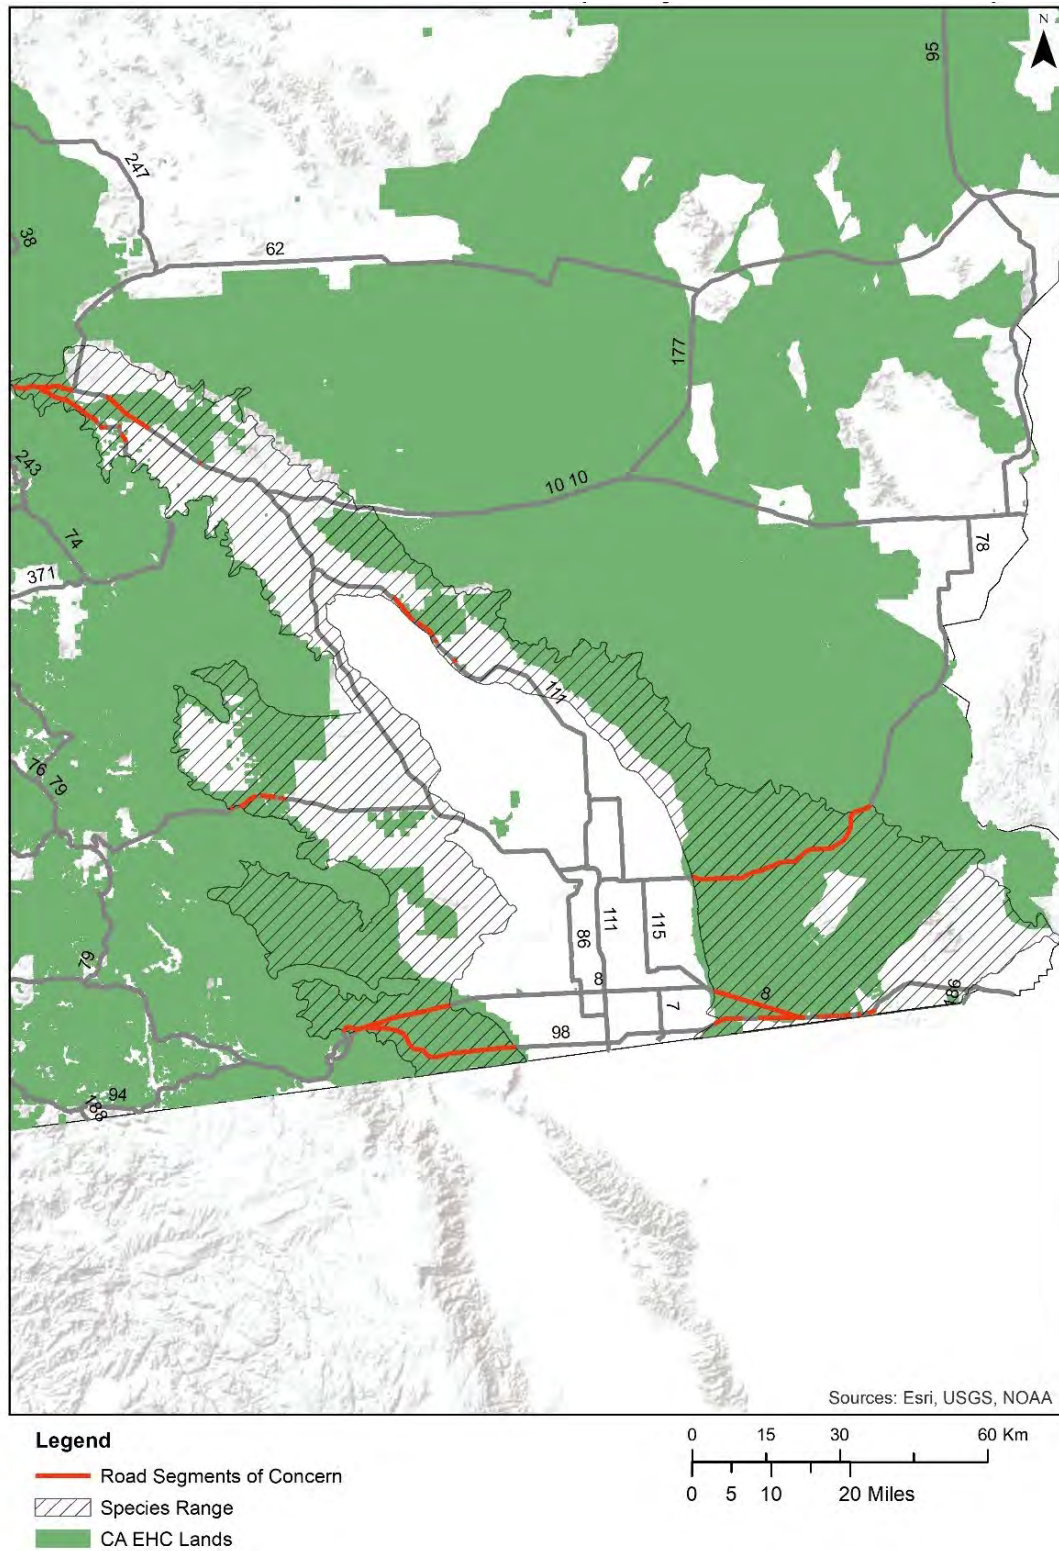 N
95
247
38
62
177
10 10
243
74
371
78
111
76 79
86
111
115
79
8
8
7
186
98
94
188
Sources: Esri, USGS, NOAA
Legend
Road Segments of Concern
Species Range
CA EHC Lands
0 15 30 60 Km
0 5 10 20 Miles